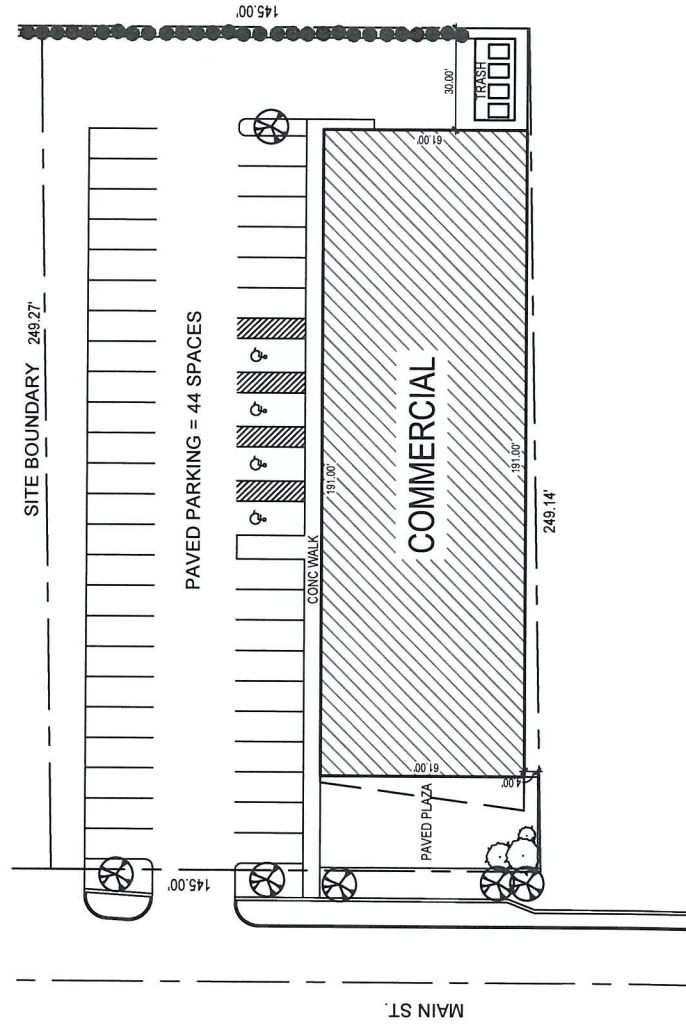 145.00'
SITE BOUNDARY 249.27'
PAVED PARKING = 44 SPACES
30.00'
TRASH
61.00'
CONC WALK
191.00'
COMMERCIAL
191.00'
249.14'
61.00'
4.00'
PAVED PLAZA
145.00'
MAIN ST.